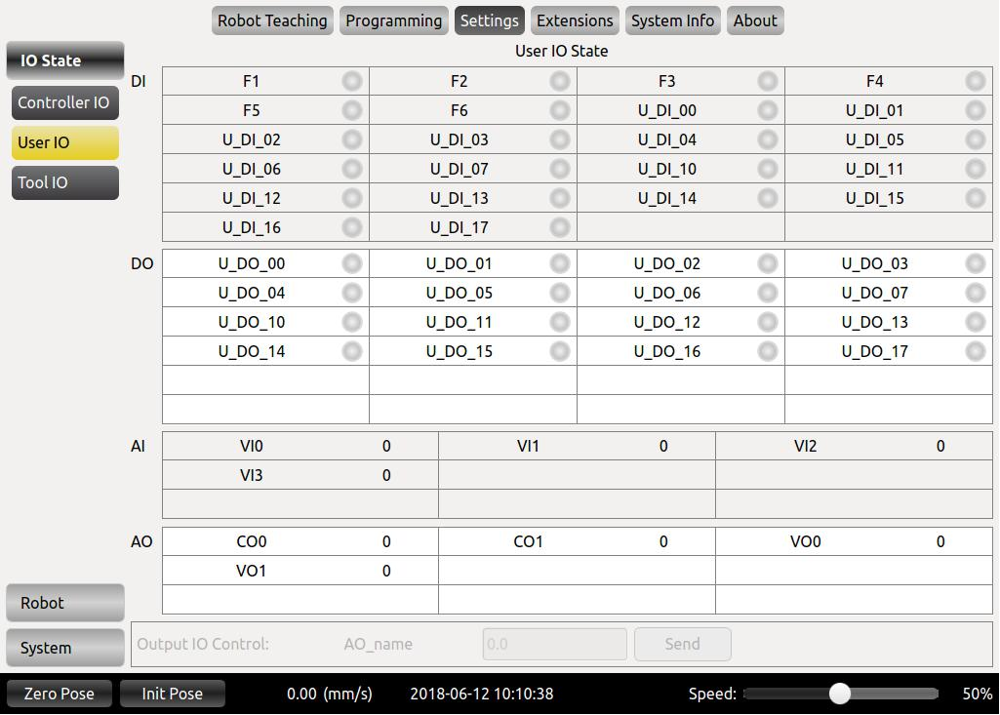 Robot Teaching Programming Settings Extensions System Info About
IO State
User IO State
Controller IO
User IO
Tool IO
DI
F1 F2 F3 F4
F5 F6 U_DI_00 U_DI_01
U_DI_02 U_DI_03 U_DI_04 U_DI_05
U_DI_06 U_DI_07 U_DI_10 U_DI_11
U_DI_12 U_DI_13 U_DI_14 U_DI_15
U_DI_16 U_DI_17
DO
U_DO_00 U_DO_01 U_DO_02 U_DO_03
U_DO_04 U_DO_05 U_DO_06 U_DO_07
U_DO_10 U_DO_11 U_DO_12 U_DO_13
U_DO_14 U_DO_15 U_DO_16 U_DO_17
AI
VI0 0 VI1 0 VI2 0
VI3 0
AO
CO0 0 CO1 0 VO0 0
VO1 0
Robot
System
Output IO Control: AO_name 0.0 Send
Zero Pose Init Pose 0.00 (mm/s) 2018-06-12 10:10:38 Speed: 50%